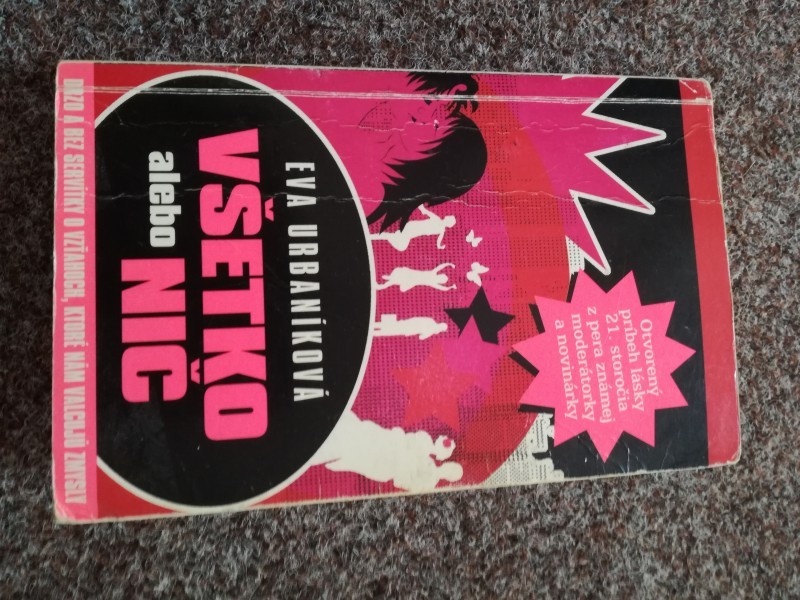 Otvorený
príbeh lásky
21. storočia
z pera známej
moderátorky
a novinárky
EVA URBANÍKOVÁ
VŠETKO
alebo NIČ
DRZO A BEZ SERVÍTKY O VZŤAHOCH, KTORÉ NÁM VALCUJÚ ZMYSLY